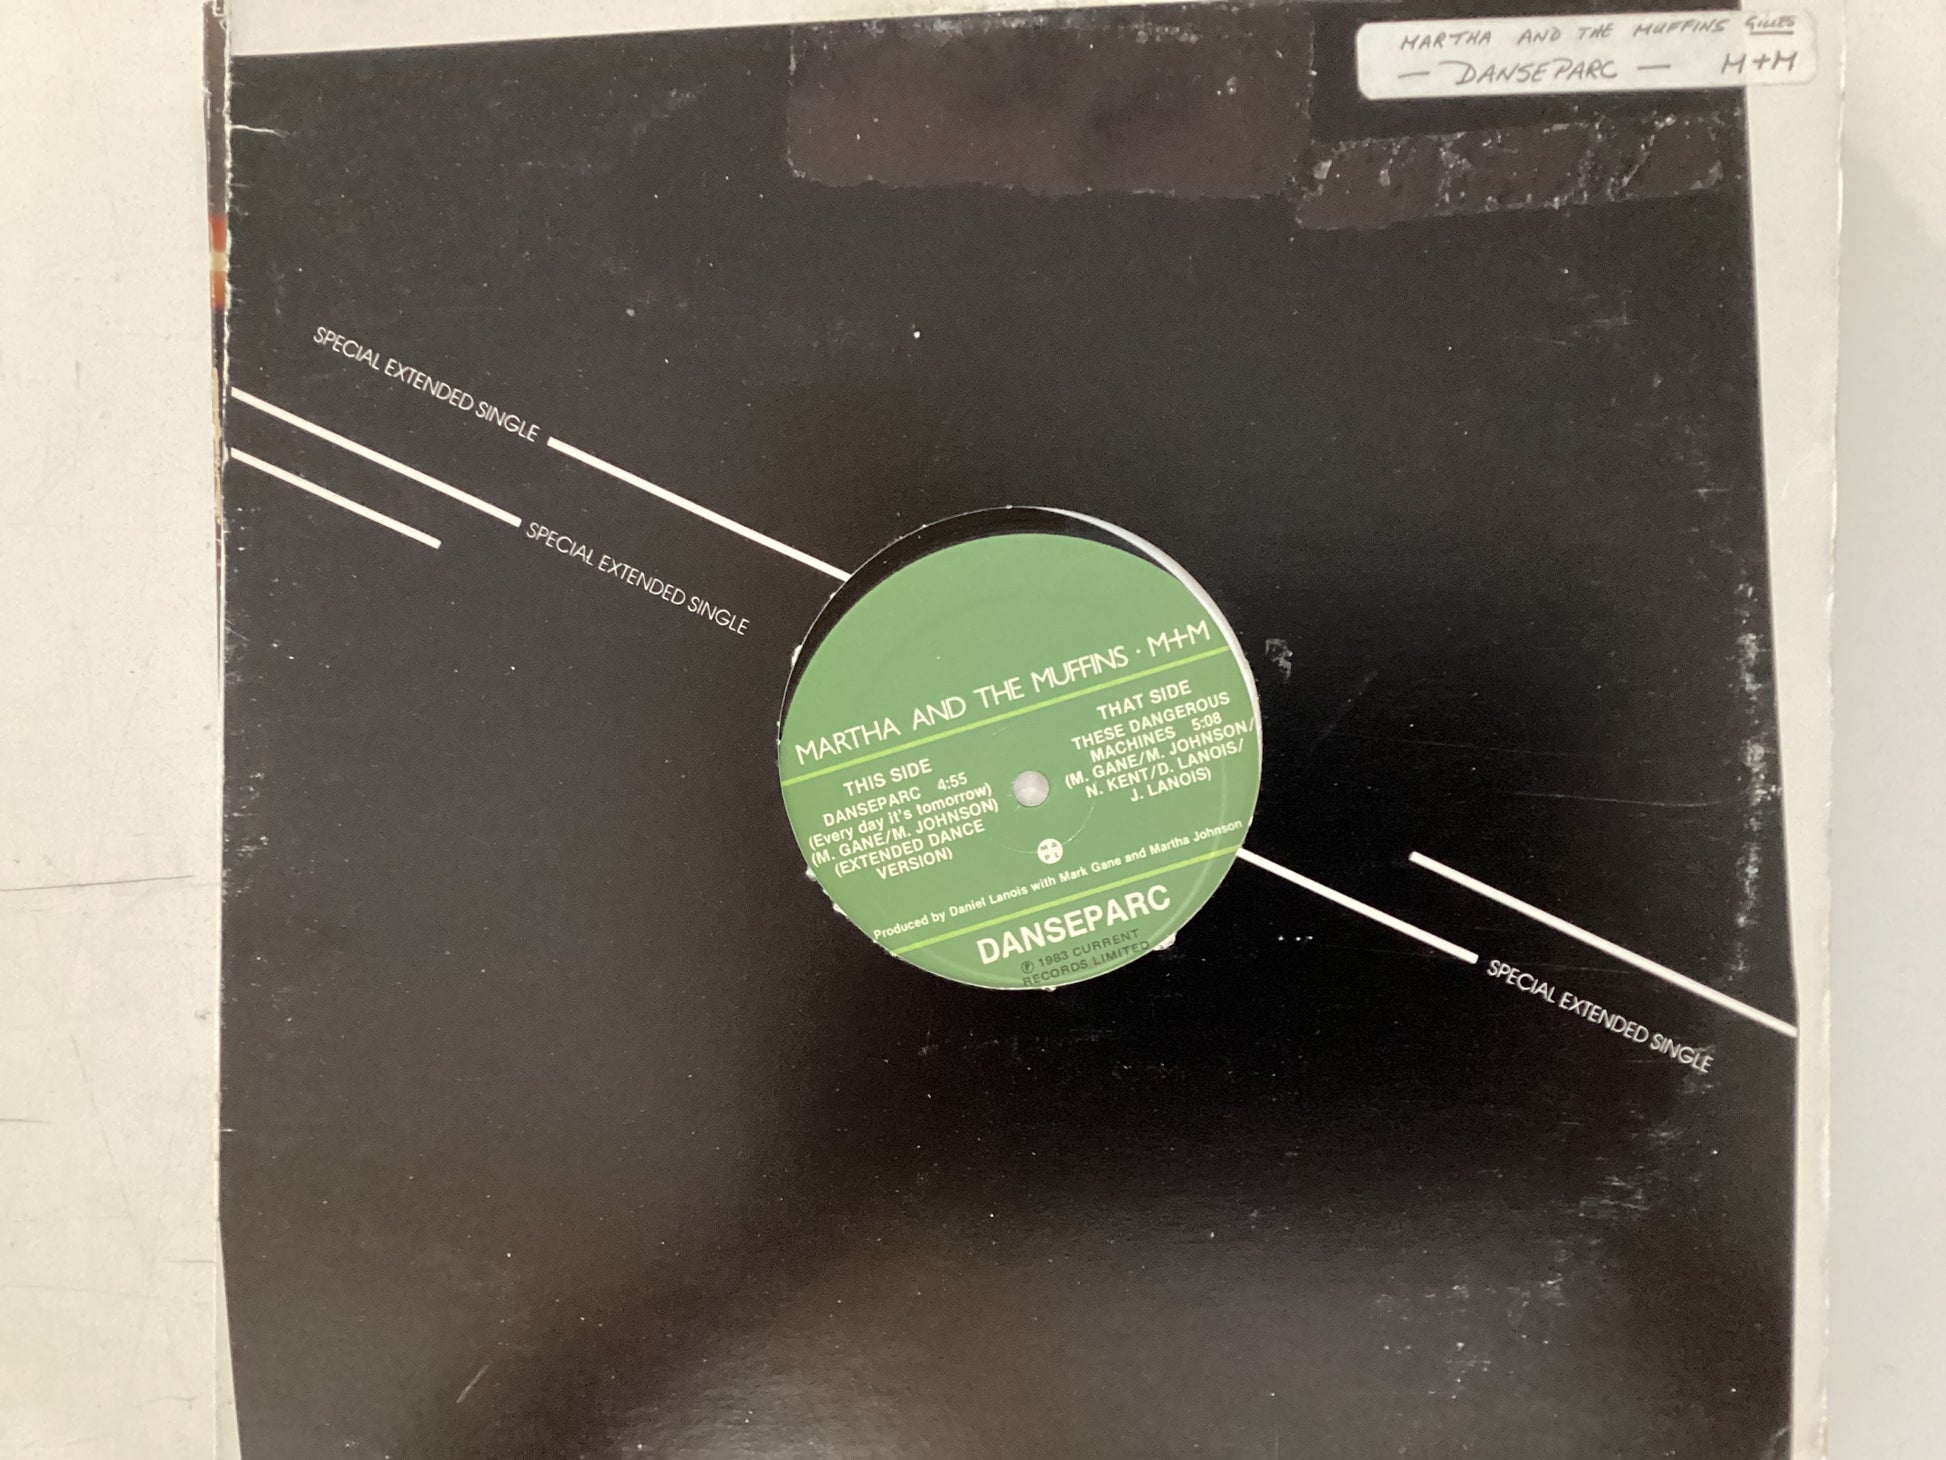 MARTHA AND THE MUFFINS GILLES
— DANSEPARC — M+M
SPECIAL EXTENDED SINGLE
SPECIAL EXTENDED SINGLE
MARTHA AND THE MUFFINS · M+M
THIS SIDE
DANSEPARC 4:55
(Every day it's tomorrow)
(M. GANE/M. JOHNSON)
(EXTENDED DANCE
VERSION)
THAT SIDE
THESE DANGEROUS
MACHINES 5:08
(M. GANE/M. JOHNSON/
N. KENT/D. LANOIS/
J. LANOIS)
Produced by Daniel Lanois with Mark Gane and Martha Johnson
DANSEPARC
℗ 1983 CURRENT
RECORDS LIMITED
SPECIAL EXTENDED SINGLE